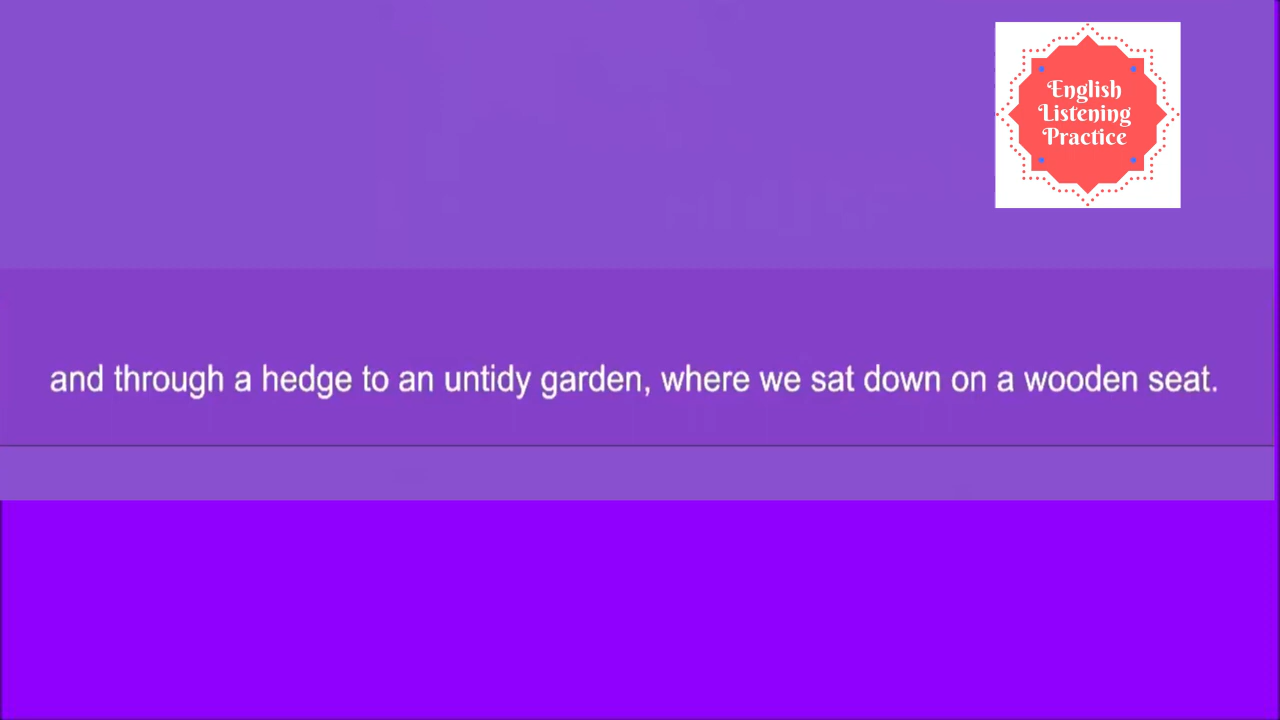 English
Listening
Practice
and through a hedge to an untidy garden, where we sat down on a wooden seat.